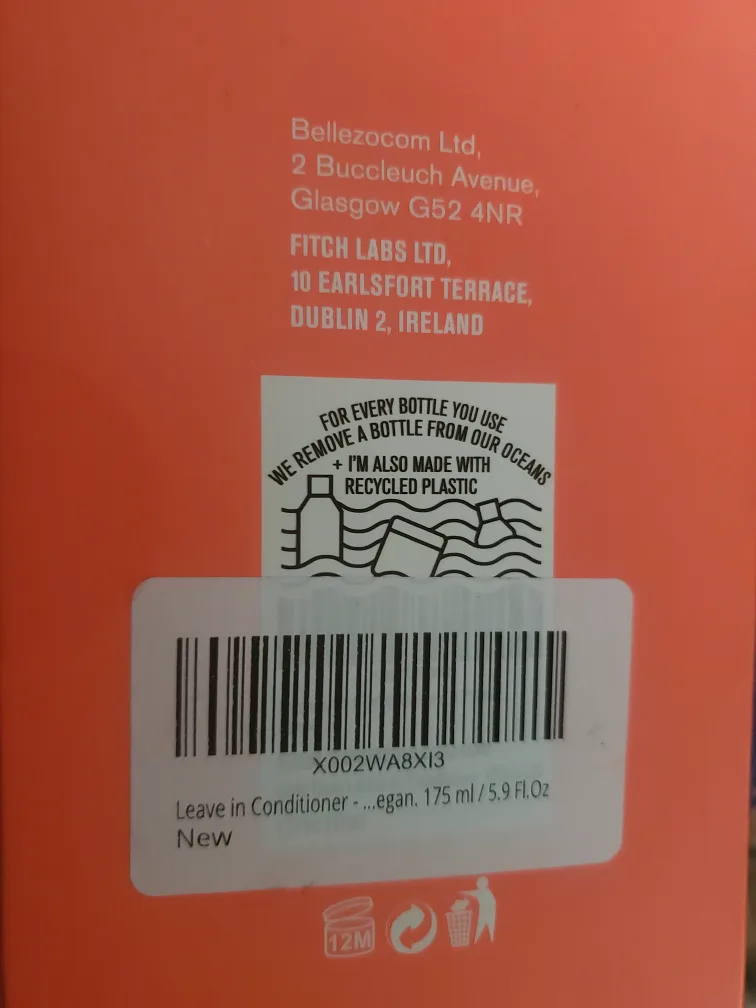 Bellezocom Ltd,
2 Buccleuch Avenue,
Glasgow G52 4NR
FITCH LABS LTD,
10 EARLSFORT TERRACE,
DUBLIN 2, IRELAND
FOR EVERY BOTTLE YOU USE
WE REMOVE A BOTTLE FROM OUR OCEANS
+ I'M ALSO MADE WITH
RECYCLED PLASTIC
X002WA8XI3
Leave in Conditioner - ...egan. 175 ml / 5.9 Fl.Oz
New
12M